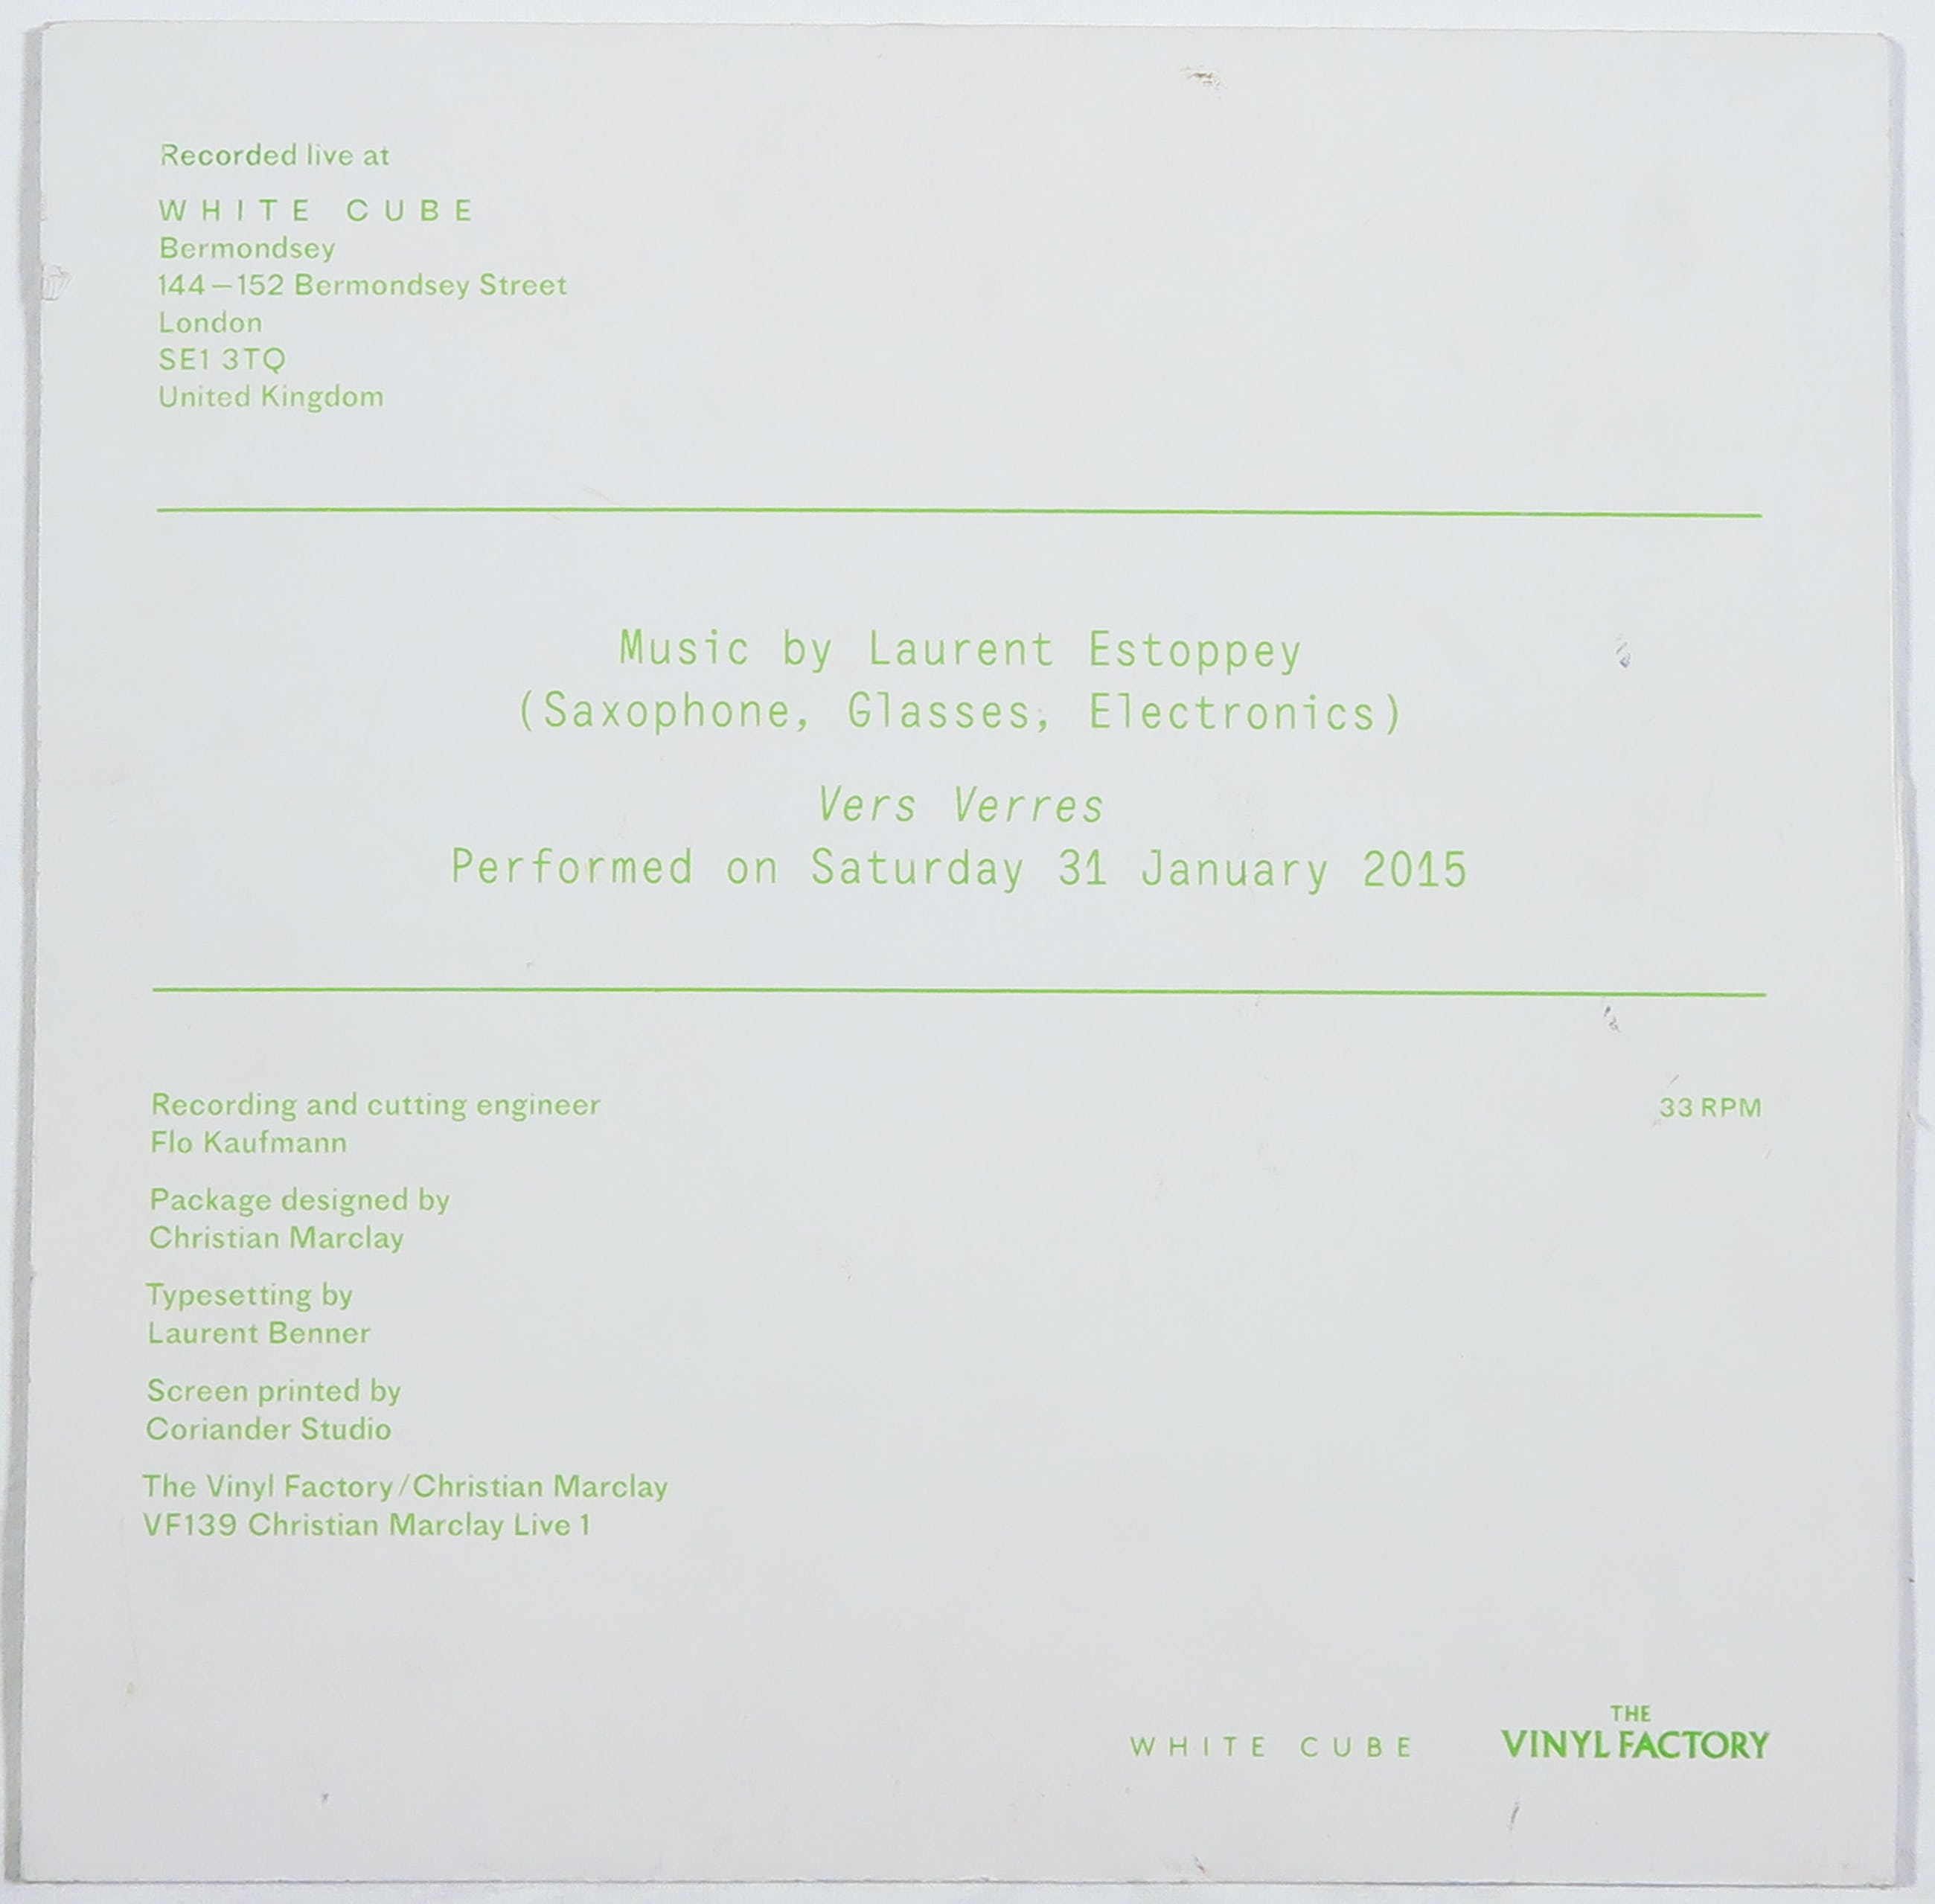 Recorded live at
WHITE CUBE
Bermondsey
144–152 Bermondsey Street
London
SE1 3TQ
United Kingdom
Music by Laurent Estoppey
(Saxophone, Glasses, Electronics)
Vers Verres
Performed on Saturday 31 January 2015
Recording and cutting engineer
Flo Kaufmann
33 RPM
Package designed by
Christian Marclay
Typesetting by
Laurent Benner
Screen printed by
Coriander Studio
The Vinyl Factory/Christian Marclay
VF139 Christian Marclay Live 1
WHITE CUBE
THE
VINYL FACTORY